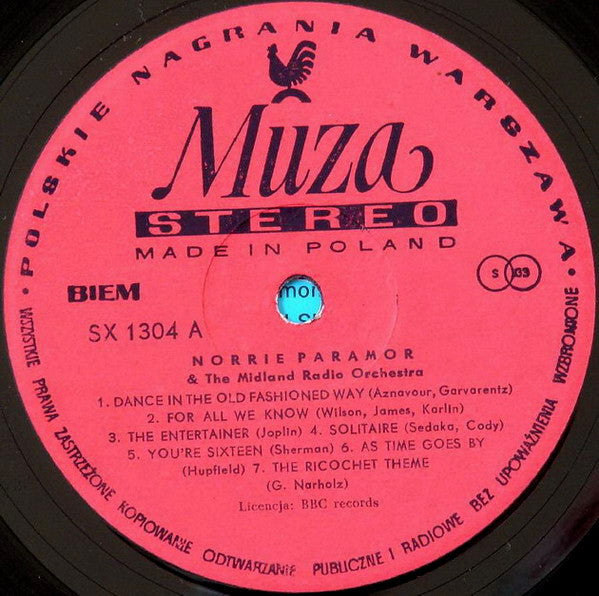 • POLSKIE NAGRANIA WARSZAWA •
Muza
STEREO
MADE IN POLAND
BIEM
S 33
SX 1304 A
NORRIE PARAMOR
& The Midland Radio Orchestra
1. DANCE IN THE OLD FASHIONED WAY (Aznavour, Garvarentz)
2. FOR ALL WE KNOW (Wilson, James, Karlin)
3. THE ENTERTAINER (Joplin) 4. SOLITAIRE (Sedaka, Cody)
5. YOU'RE SIXTEEN (Sherman) 6. AS TIME GOES BY
(Hupfield) 7. THE RICOCHET THEME
(G. Narholz)
Licencja: BBC records
WSZYSTKIE PRAWA ZASTRZEŻONE KOPIOWANIE ODTWARZANIE PUBLICZNE I RADIOWE BEZ UPOWAŻNIENIA WZBRONIONE